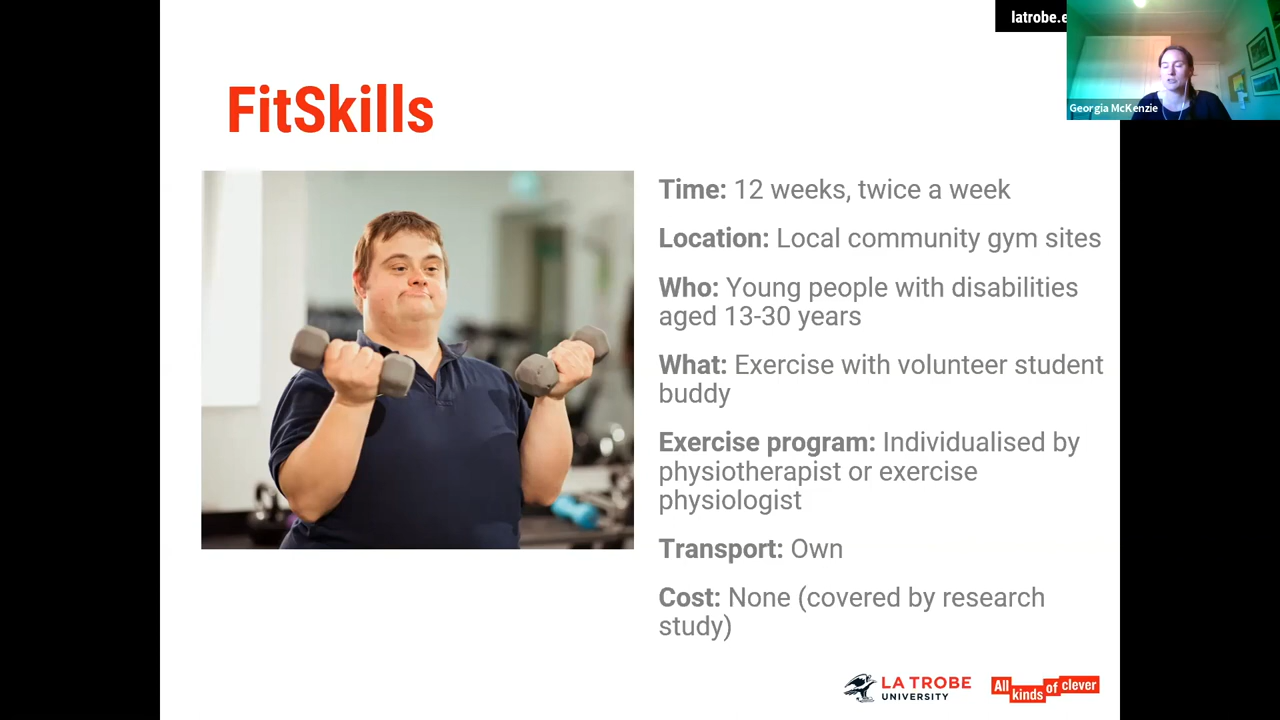 latrobe.e
Georgia McKenzie
FitSkills
Time: 12 weeks, twice a week
Location: Local community gym sites
Who: Young people with disabilities
aged 13-30 years
What: Exercise with volunteer student
buddy
Exercise program: Individualised by
physiotherapist or exercise
physiologist
Transport: Own
Cost: None (covered by research
study)
LA TROBE
UNIVERSITY
All kinds of clever